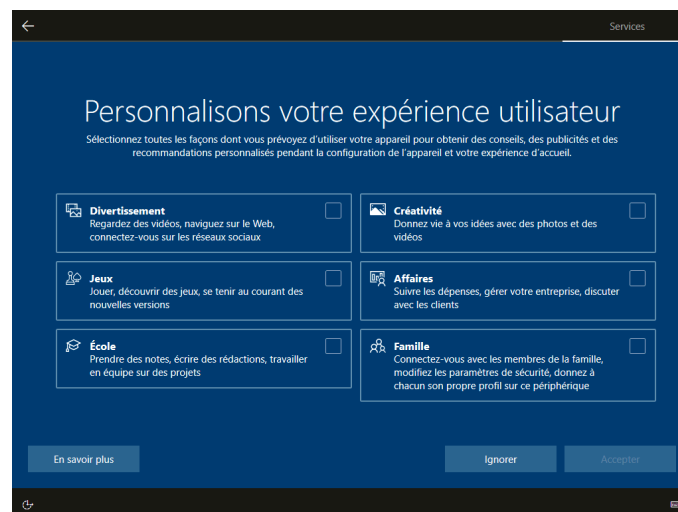 Services
Personnalisons votre expérience utilisateur
Sélectionnez toutes les façons dont vous prévoyez d'utiliser votre appareil pour obtenir des conseils, des publicités et des
recommandations personnalisés pendant la configuration de l'appareil et votre expérience d'accueil.
Divertissement
Regardez des vidéos, naviguez sur le Web,
connectez-vous sur les réseaux sociaux
Créativité
Donnez vie à vos idées avec des photos et des
vidéos
Jeux
Jouer, découvrir des jeux, se tenir au courant des
nouvelles versions
Affaires
Suivre les dépenses, gérer votre entreprise, discuter
avec les clients
École
Prendre des notes, écrire des rédactions, travailler
en équipe sur des projets
Famille
Connectez-vous avec les membres de la famille,
modifiez les paramètres de sécurité, donnez à
chacun son propre profil sur ce périphérique
En savoir plus
Ignorer
Accepter